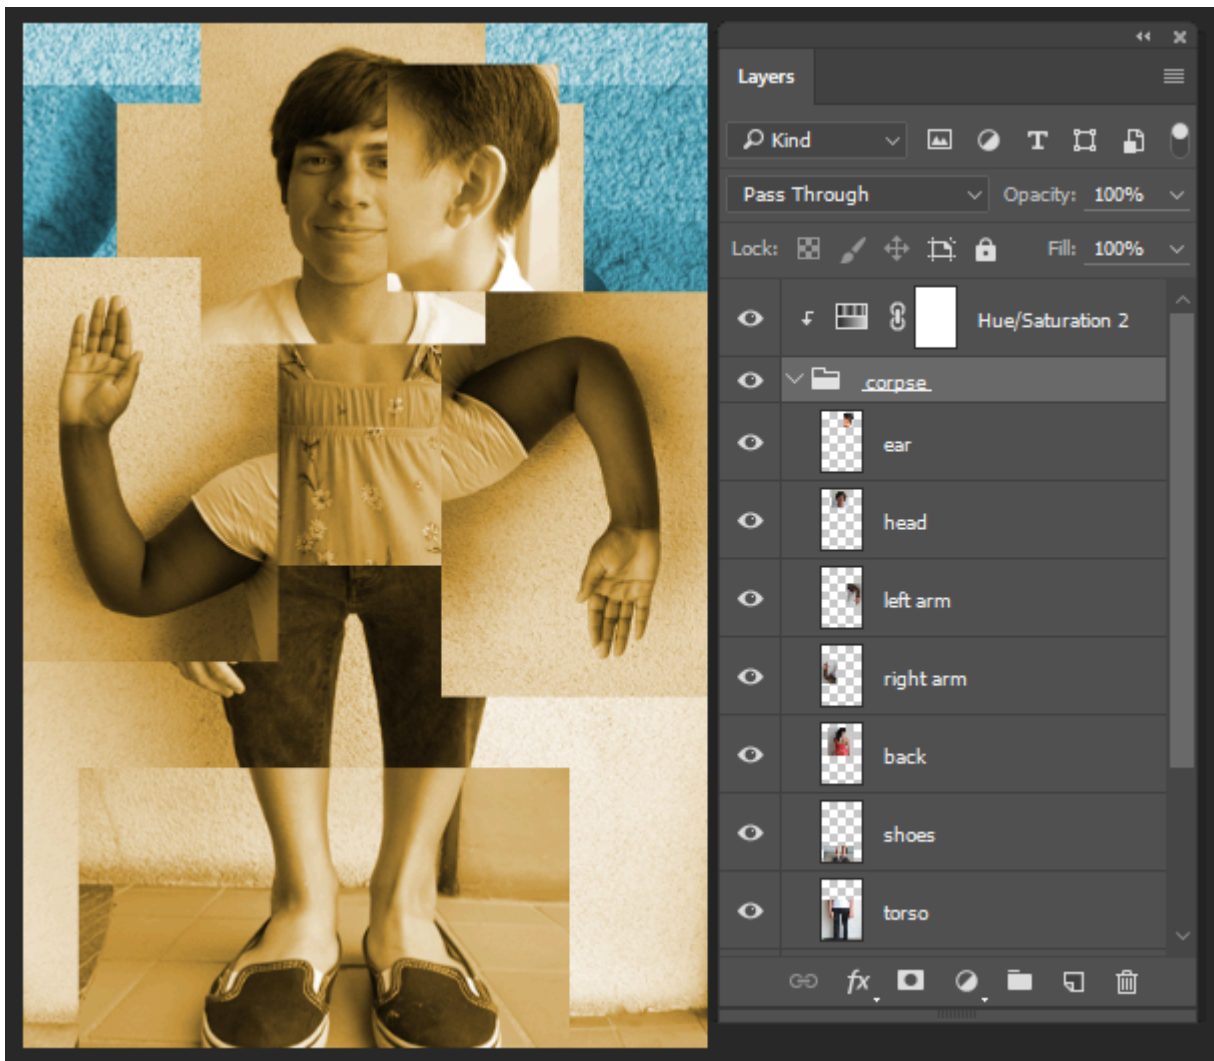 Layers
Kind
Pass Through Opacity: 100%
Lock: Fill: 100%
Hue/Saturation 2
corpse
ear
head
left arm
right arm
back
shoes
torso
fx